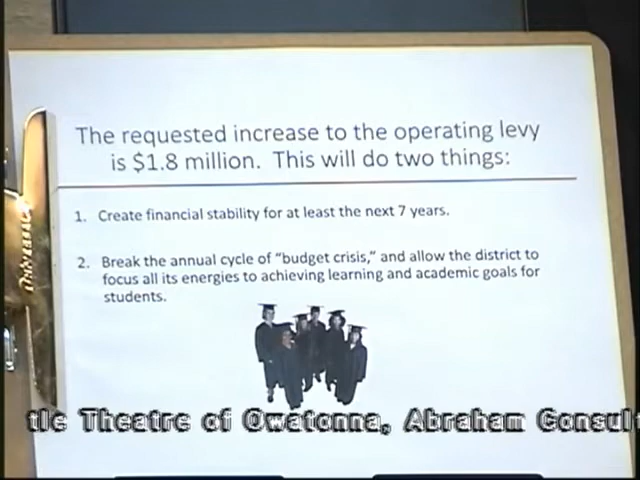 The requested increase to the operating levy
is $1.8 million. This will do two things:
1. Create financial stability for at least the next 7 years.
2. Break the annual cycle of "budget crisis," and allow the district to
focus all its energies to achieving learning and academic goals for
students.
tle Theatre of Owatonna, Abraham Consult